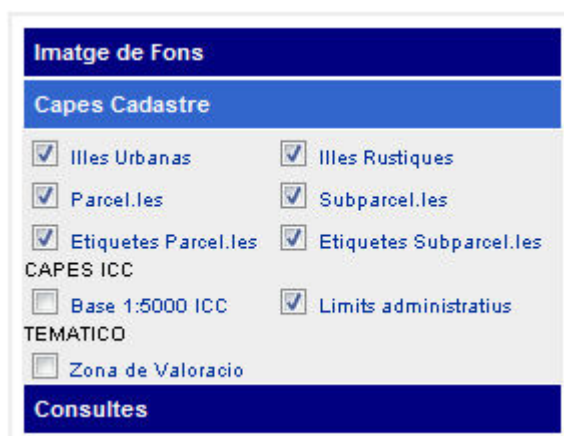 Imatge de Fons
Capes Cadastre
Illes Urbanas Illes Rustiques
Parcel.les Subparcel.les
Etiquetes Parcel.les Etiquetes Subparcel.les
CAPES ICC
Base 1:5000 ICC Limits administratius
TEMATICO
Zona de Valoracio
Consultes